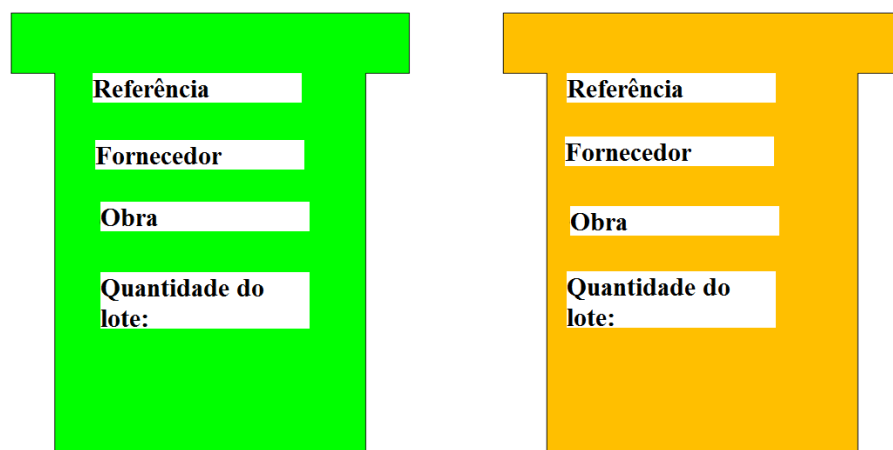 Referência
Fornecedor
Obra
Quantidade do
lote:
Referência
Fornecedor
Obra
Quantidade do
lote: